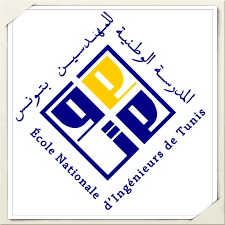 المدرسة الوطنية للمهندسين بتونس
École Nationale
d'Ingénieurs de Tunis